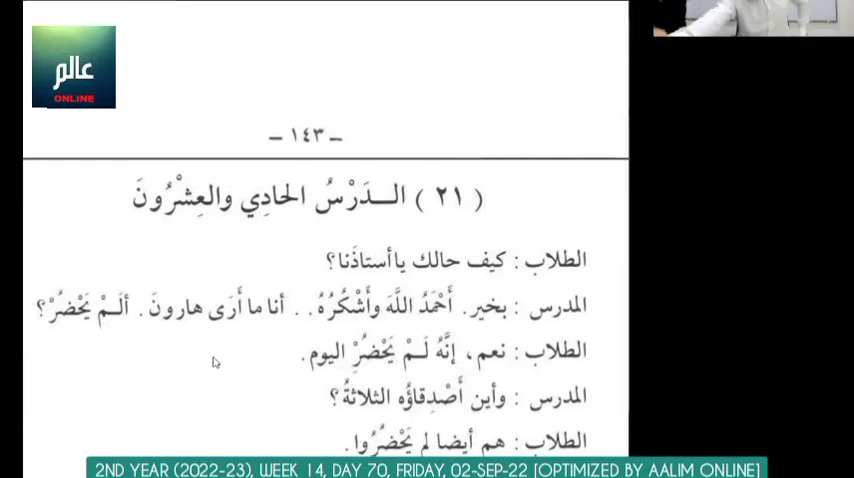 عالم
ONLINE
– ١٤٣ –
( ٢١ ) الـــدَرْسُ الحادِي والعِشْرُونَ
الطلاب : كيف حالك يا أستاذَنا؟
المدرس : بخير. أَحْمَدُ اللَّهَ وأَشْكُرُهُ. . أنا ما أَرَى هارونَ. ألَـمْ يَحْضُرْ؟
الطلاب : نعم، إنَّهُ لَـمْ يَحْضُرِ اليوم.
المدرس : وأين أَصْدِقاؤُه الثلاثةُ؟
الطلاب : هم أيضا لم يَحْضُرُوا.
2ND YEAR (2022-23), WEEK 14, DAY 70, FRIDAY, 02-SEP-22 [OPTIMIZED BY AALIM ONLINE]